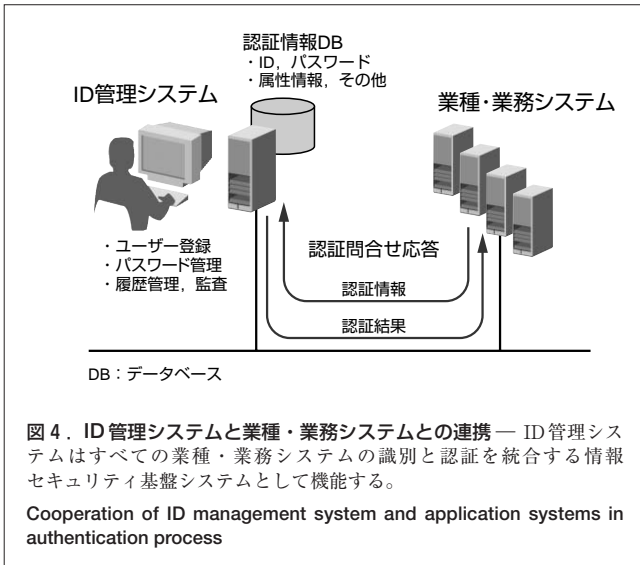 認証情報DB
・ID，パスワード
・属性情報，その他
ID管理システム
業種・業務システム
・ユーザー登録
・パスワード管理
・履歴管理，監査
認証問合せ応答
認証情報
認証結果
DB：データベース
図4．ID管理システムと業種・業務システムとの連携 — ID管理シス
テムはすべての業種・業務システムの識別と認証を統合する情報
セキュリティ基盤システムとして機能する。
Cooperation of ID management system and application systems in
authentication process